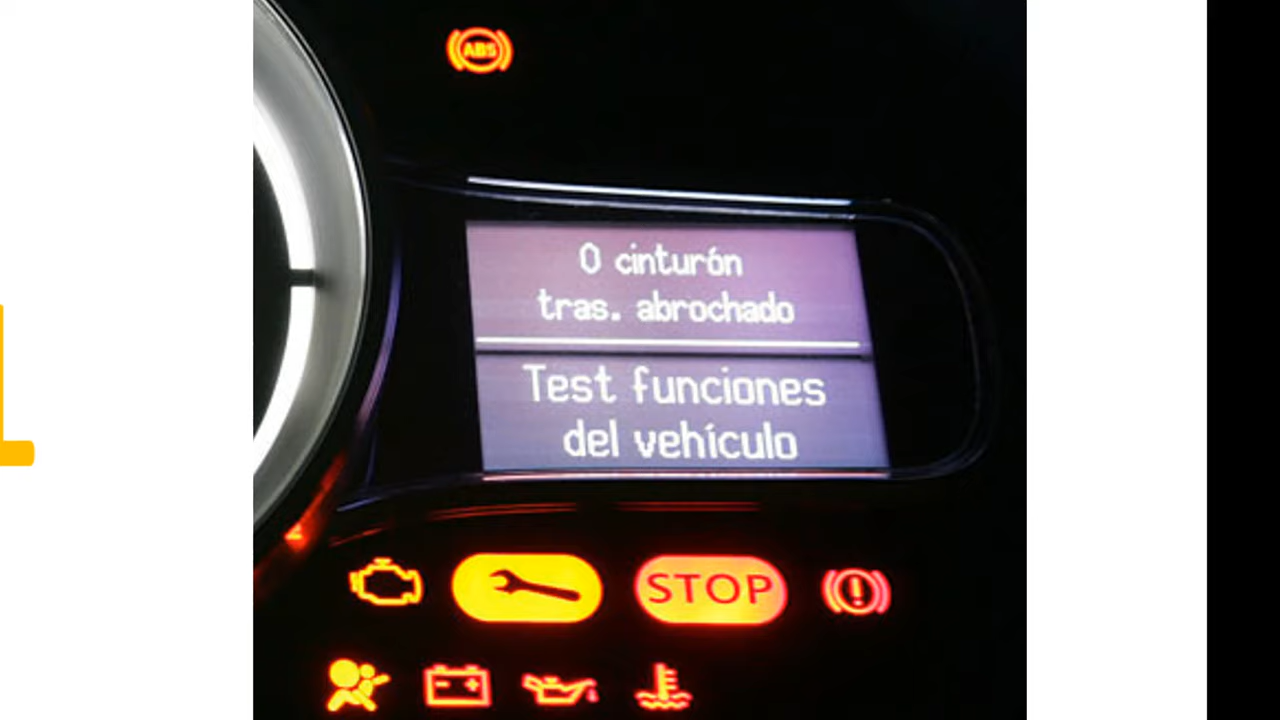 ABS
0 cinturón
tras. abrochado
Test funciones
del vehículo
STOP